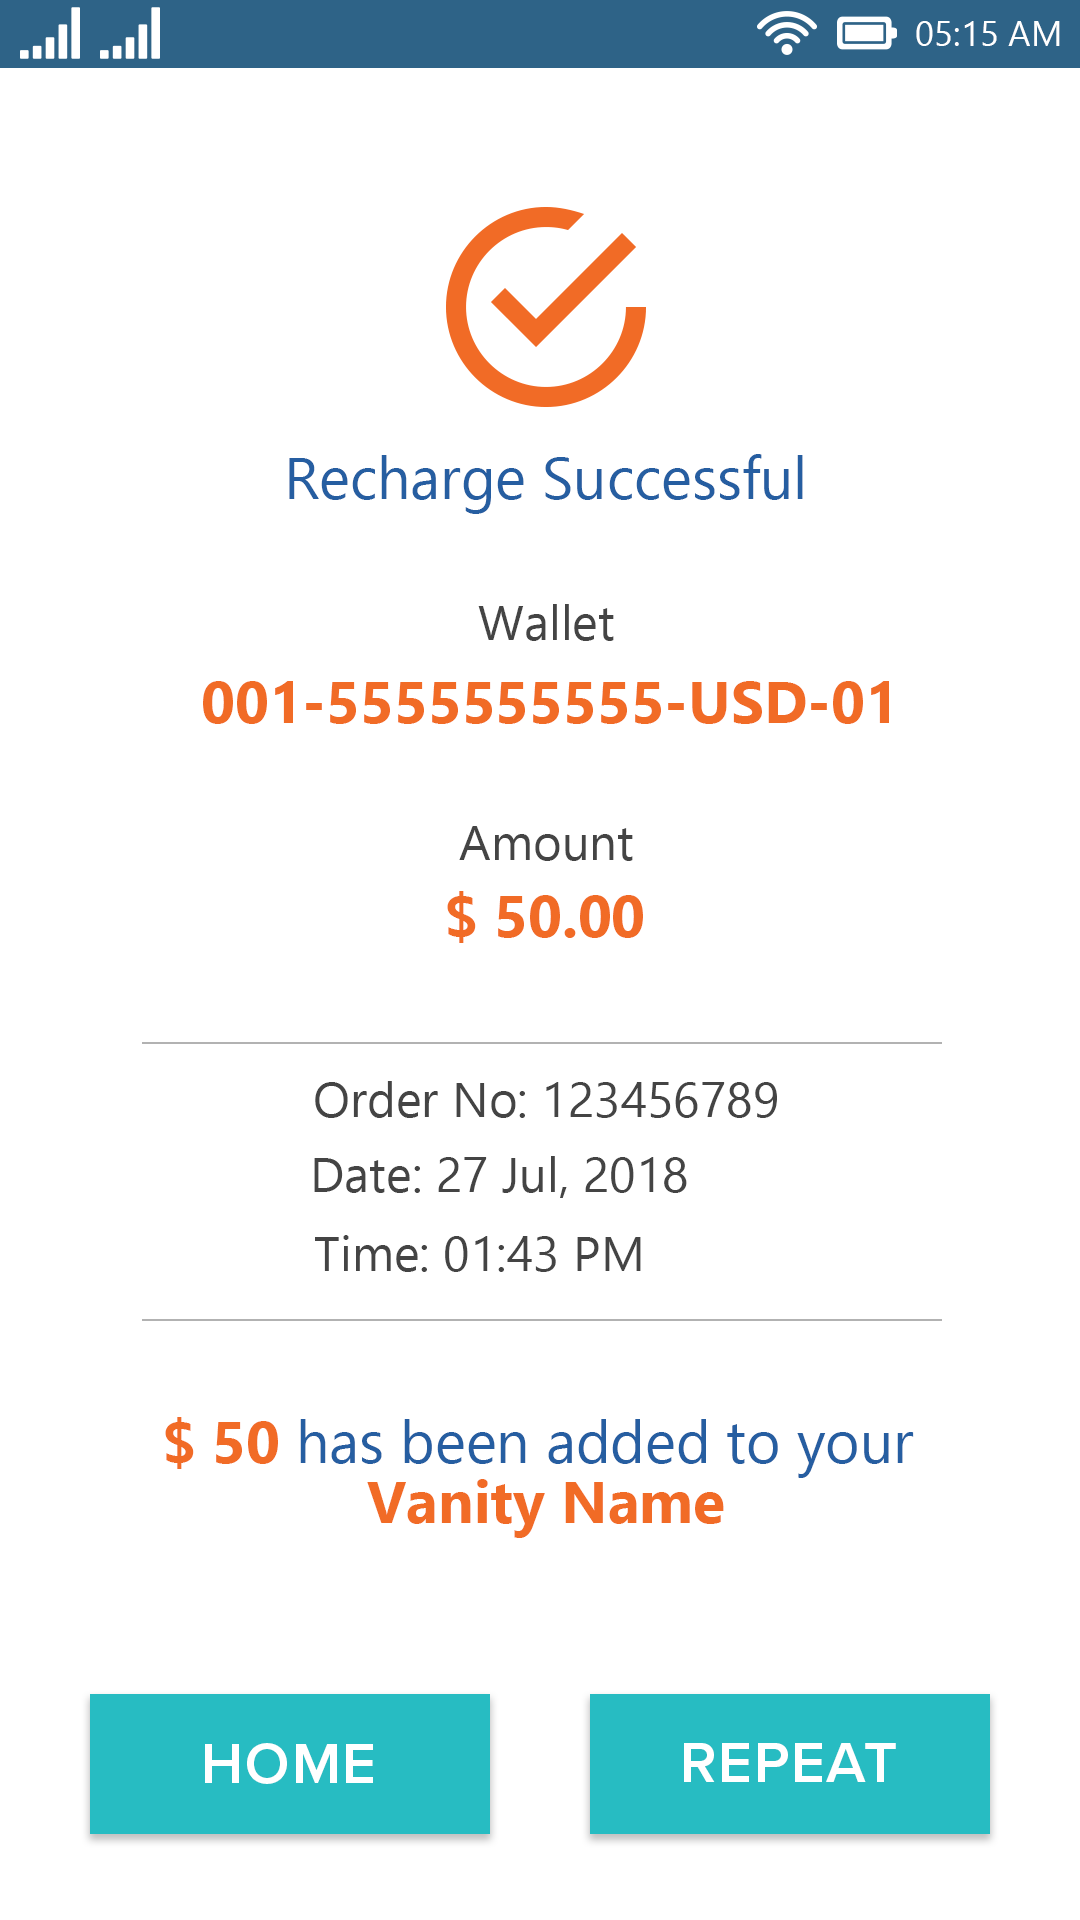 05:15 AM
Recharge Successful
Wallet
001-5555555555-USD-01
Amount
$ 50.00
Order No: 123456789
Date: 27 Jul, 2018
Time: 01:43 PM
$ 50 has been added to your
Vanity Name
HOME
REPEAT